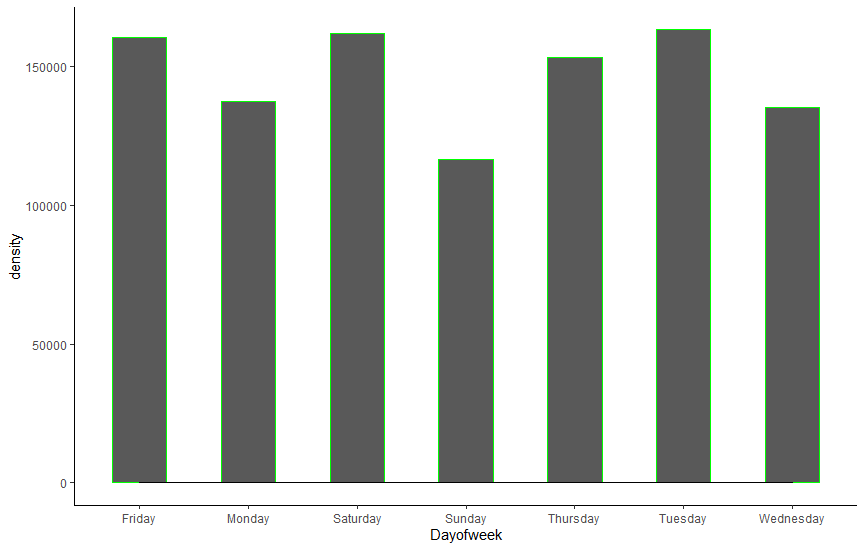 150000
100000
50000
0
density
Friday Monday Saturday Sunday Thursday Tuesday Wednesday
Dayofweek